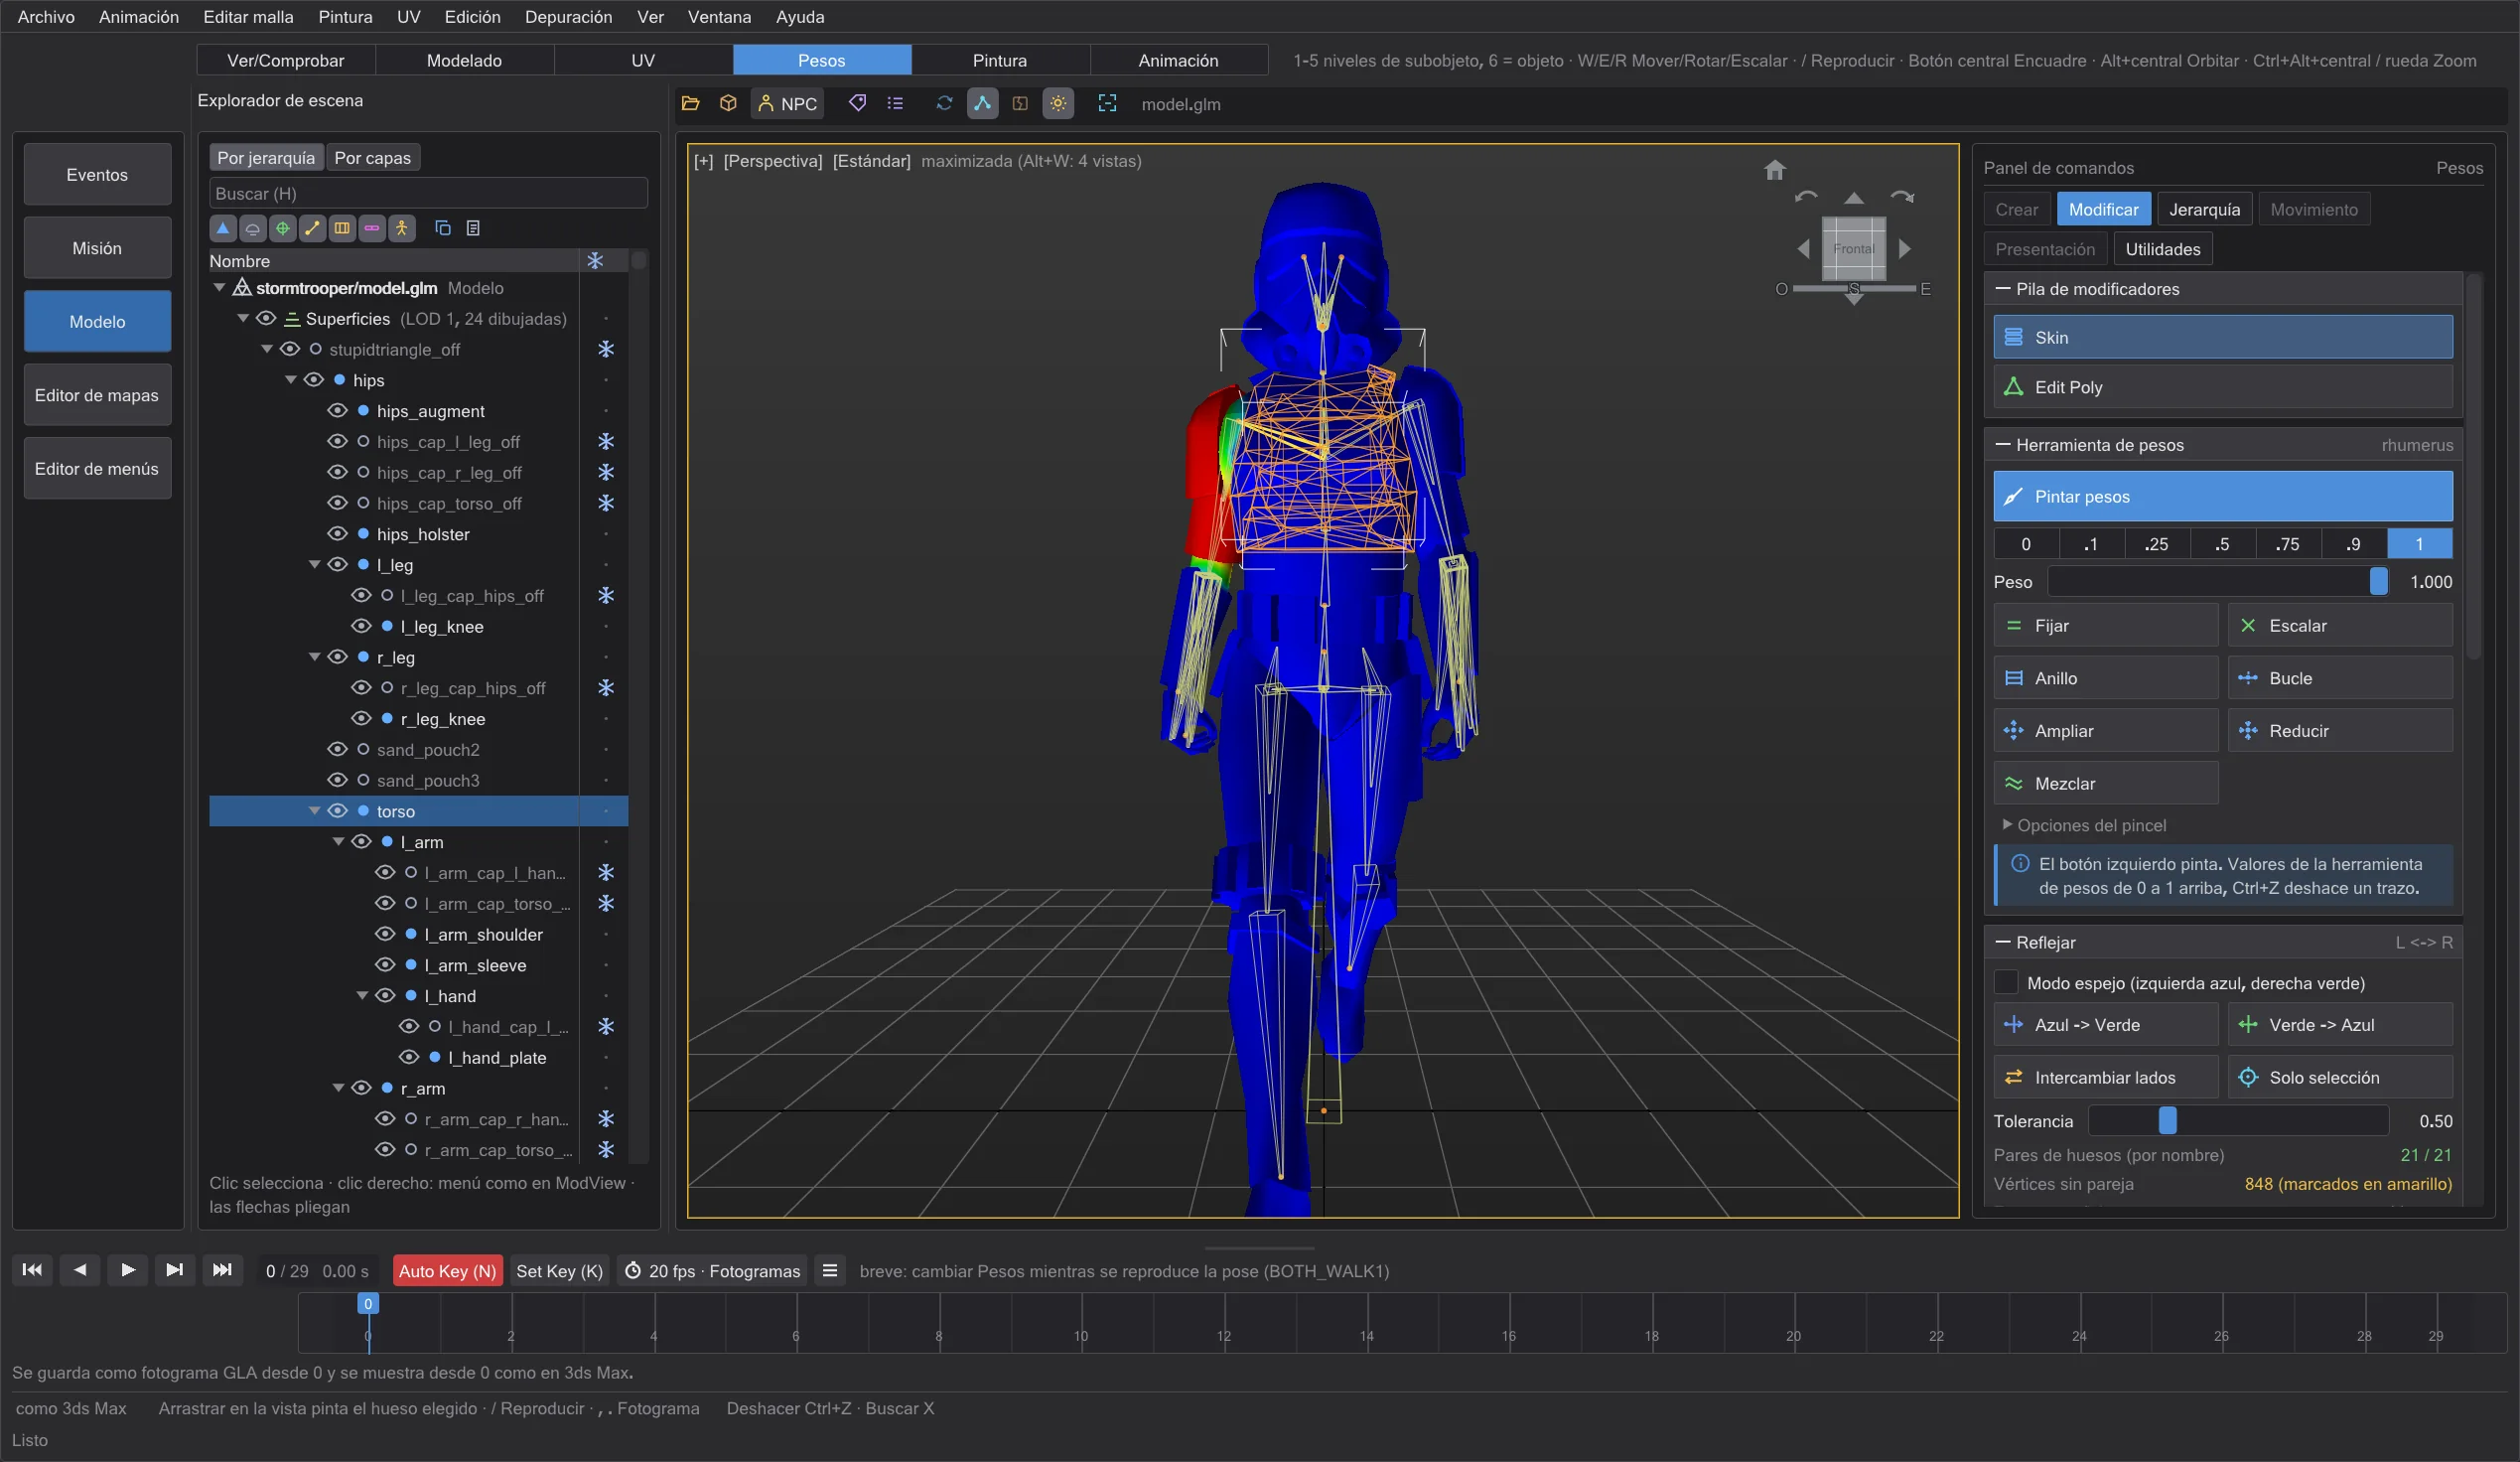 Archivo Animación Editar malla Pintura UV Edición Depuración Ver Ventana Ayuda
Ver/Comprobar Modelado UV Pesos Pintura Animación 1-5 niveles de subobjeto, 6 = objeto · W/E/R Mover/Rotar/Escalar · / Reproducir · Botón central Encuadre · Alt+central Orbitar · Ctrl+Alt+central / rueda Zoom
Explorador de escena
NPC model.glm
Eventos
Misión
Modelo
Editor de mapas
Editor de menús
Por jerarquía Por capas
Buscar (H)
Nombre
stormtrooper/model.glm Modelo
Superficies (LOD 1, 24 dibujadas)
stupidtriangle_off
hips
hips_augment
hips_cap_l_leg_off
hips_cap_r_leg_off
hips_cap_torso_off
hips_holster
l_leg
l_leg_cap_hips_off
l_leg_knee
r_leg
r_leg_cap_hips_off
r_leg_knee
sand_pouch2
sand_pouch3
torso
l_arm
l_arm_cap_l_han...
l_arm_cap_torso_...
l_arm_shoulder
l_arm_sleeve
l_hand
l_hand_cap_l_...
l_hand_plate
r_arm
r_arm_cap_r_han...
r_arm_cap_torso_...
Clic selecciona · clic derecho: menú como en ModView ·
las flechas pliegan
[+] [Perspectiva] [Estándar] maximizada (Alt+W: 4 vistas)
Frontal
O S E
Panel de comandos Pesos
Crear Modificar Jerarquía Movimiento
Presentación Utilidades
Pila de modificadores
Skin
Edit Poly
Herramienta de pesos rhumerus
Pintar pesos
0 .1 .25 .5 .75 .9 1
Peso 1.000
Fijar Escalar
Anillo Bucle
Ampliar Reducir
Mezclar
Opciones del pincel
El botón izquierdo pinta. Valores de la herramienta
de pesos de 0 a 1 arriba, Ctrl+Z deshace un trazo.
Reflejar L <-> R
Modo espejo (izquierda azul, derecha verde)
Azul -> Verde Verde -> Azul
Intercambiar lados Solo selección
Tolerancia 0.50
Pares de huesos (por nombre) 21 / 21
Vértices sin pareja 848 (marcados en amarillo)
0 / 29 0.00 s Auto Key (N) Set Key (K) 20 fps · Fotogramas breve: cambiar Pesos mientras se reproduce la pose (BOTH_WALK1)
0
0 2 4 6 8 10 12 14 16 18 20 22 24 26 28 29
Se guarda como fotograma GLA desde 0 y se muestra desde 0 como en 3ds Max.
como 3ds Max Arrastrar en la vista pinta el hueso elegido · / Reproducir · , . Fotograma Deshacer Ctrl+Z · Buscar X
Listo